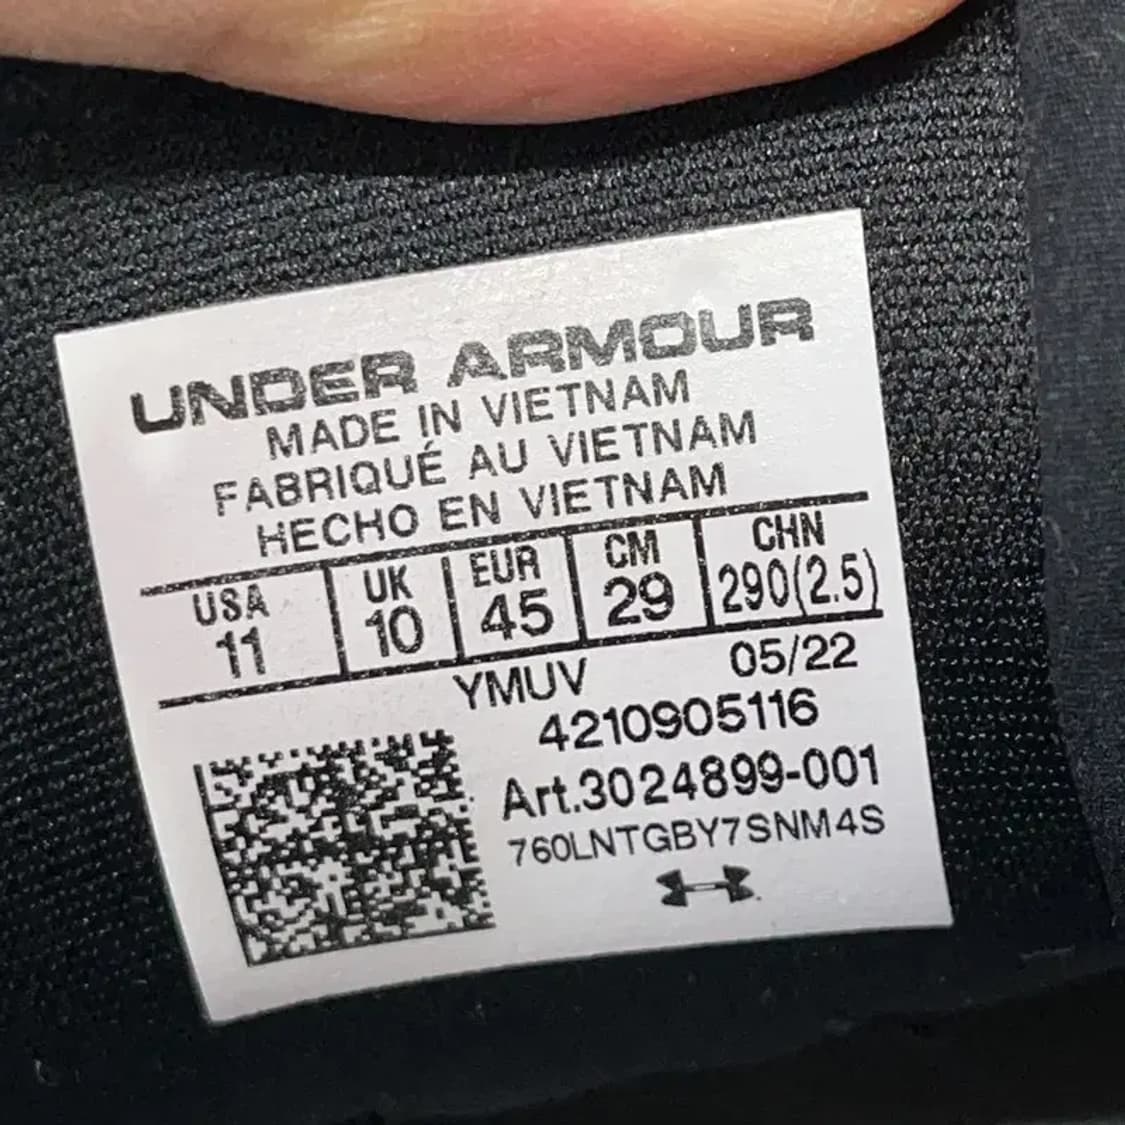 UNDER ARMOUR
MADE IN VIETNAM
FABRIQUÉ AU VIETNAM
HECHO EN VIETNAM
USA UK EUR CM CHN
11 10 45 29 290(2.5)
YMUV 05/22
4210905116
Art.3024899-001
760LNTGBY7SNM4S